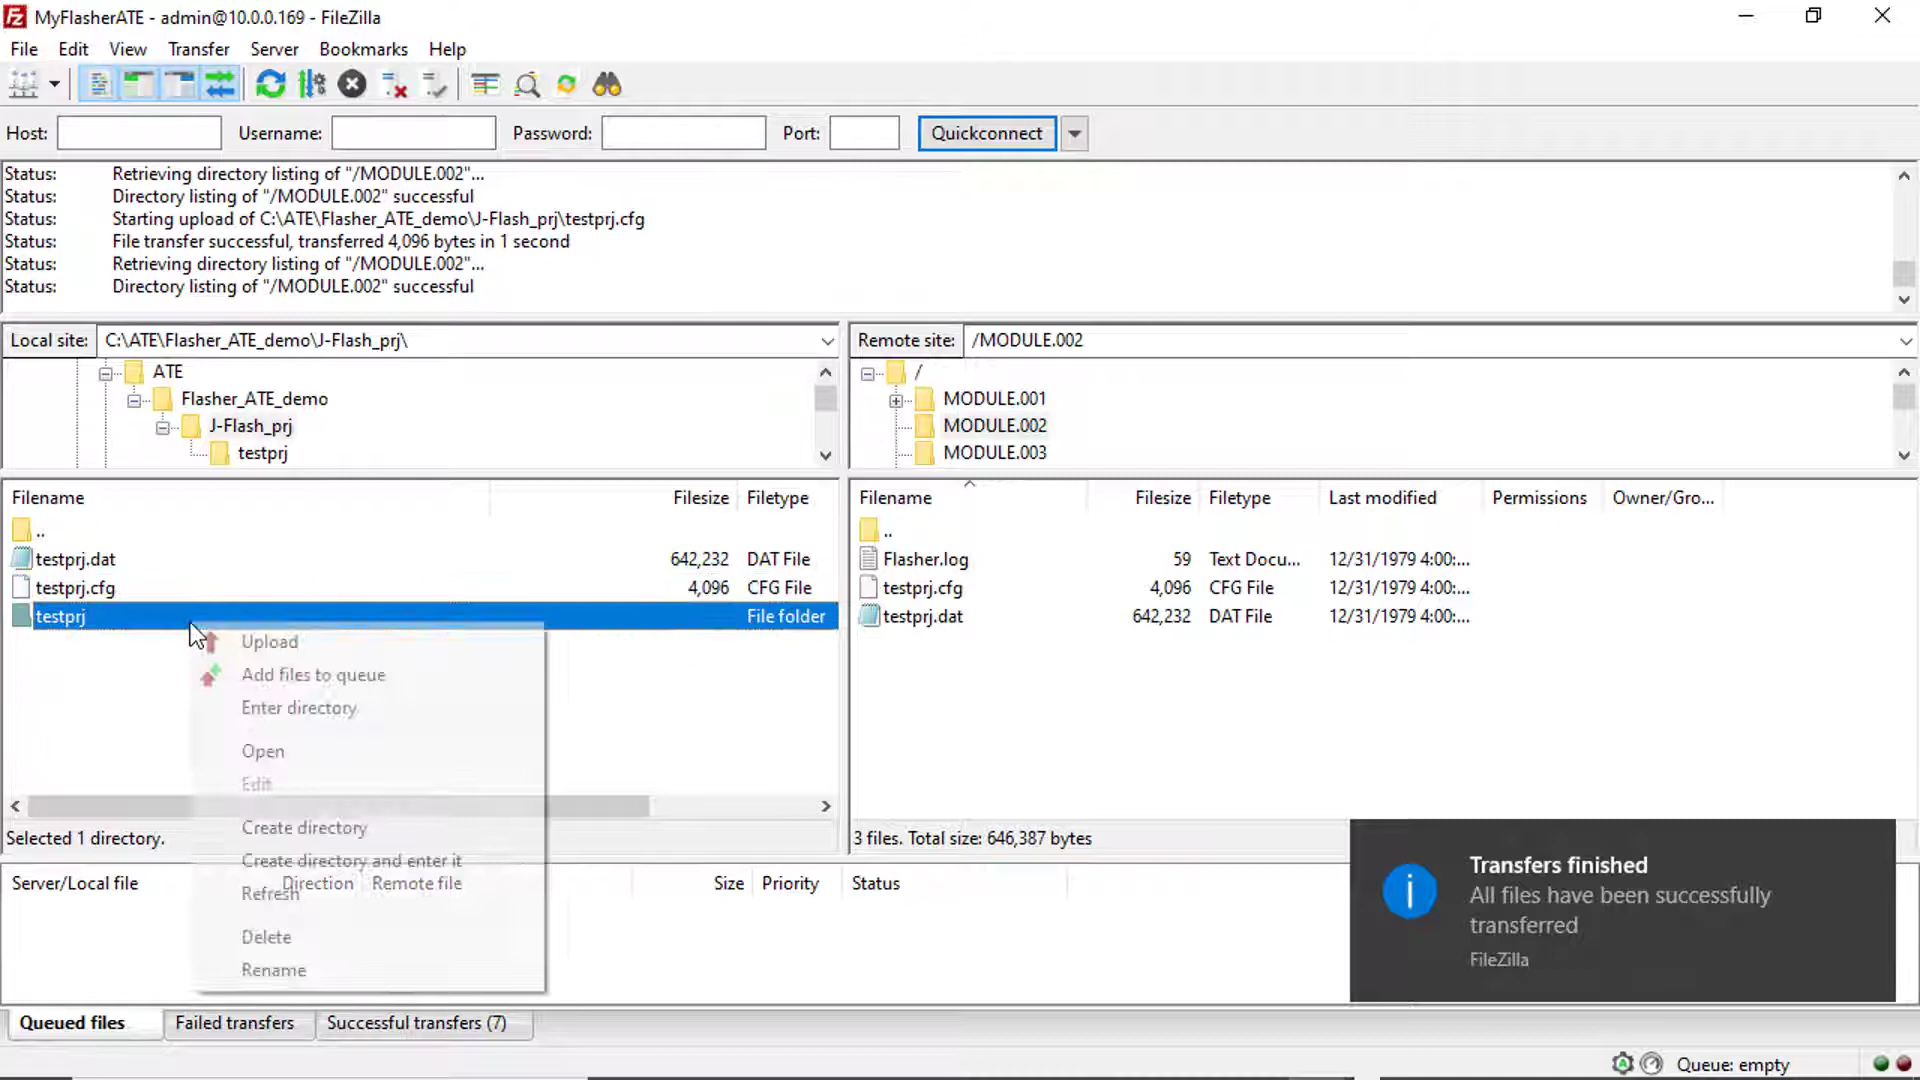 MyFlasherATE - admin@10.0.0.169 - FileZilla
File Edit View Transfer Server Bookmarks Help
Host: Username: Password: Port: Quickconnect
Status: Retrieving directory listing of "/MODULE.002"...
Status: Directory listing of "/MODULE.002" successful
Status: Starting upload of C:\ATE\Flasher_ATE_demo\J-Flash_prj\testprj.cfg
Status: File transfer successful, transferred 4,096 bytes in 1 second
Status: Retrieving directory listing of "/MODULE.002"...
Status: Directory listing of "/MODULE.002" successful
Local site: C:\ATE\Flasher_ATE_demo\J-Flash_prj\
ATE
Flasher_ATE_demo
J-Flash_prj
testprj
Remote site: /MODULE.002
/
MODULE.001
MODULE.002
MODULE.003
Filename Filesize Filetype
..
testprj.dat 642,232 DAT File
testprj.cfg 4,096 CFG File
testprj File folder
Upload
Add files to queue
Enter directory
Open
Edit
Create directory
Create directory and enter it
Refresh
Delete
Rename
Selected 1 directory.
Filename Filesize Filetype Last modified Permissions Owner/Gro...
..
Flasher.log 59 Text Docu... 12/31/1979 4:00:...
testprj.cfg 4,096 CFG File 12/31/1979 4:00:...
testprj.dat 642,232 DAT File 12/31/1979 4:00:...
3 files. Total size: 646,387 bytes
Server/Local file Direction Remote file Size Priority Status
Transfers finished
All files have been successfully
transferred
FileZilla
Queued files Failed transfers Successful transfers (7)
Queue: empty